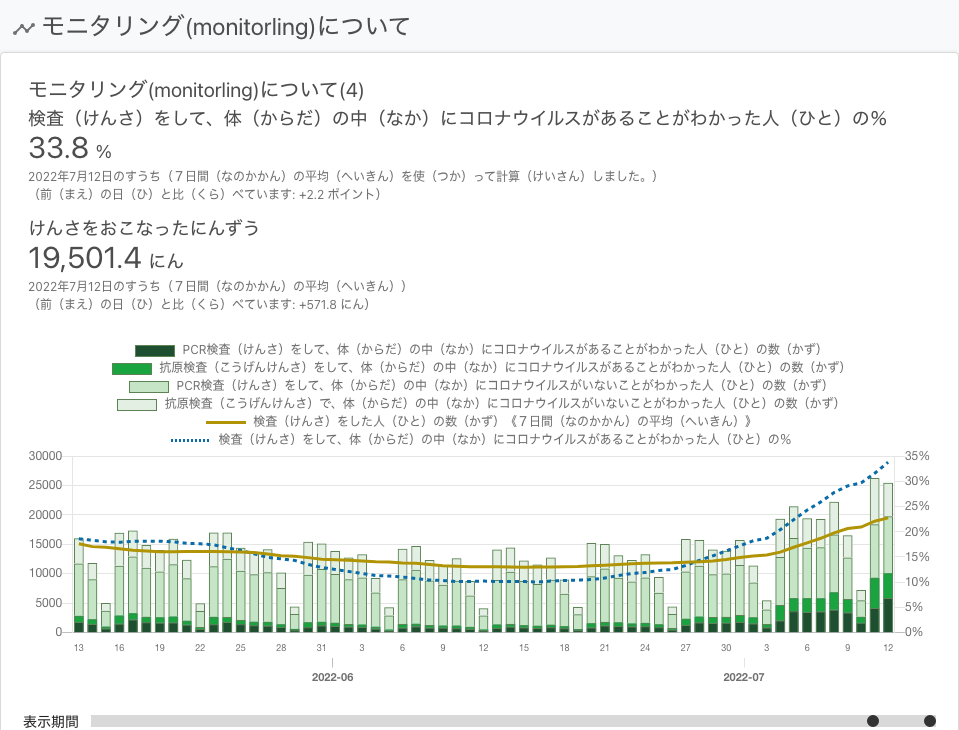 モニタリング(monitorling)について
モニタリング(monitorling)について(4)
検査（けんさ）をして、体（からだ）の中（なか）にコロナウイルスがあることがわかった人（ひと）の%
33.8 %
2022年7月12日のすうち（７日間（なのかかん）の平均（へいきん）を使（つか）って計算（けいさん）しました。）
（前（まえ）の日（ひ）と比（くら）べています: +2.2 ポイント）
けんさをおこなったにんずう
19,501.4 にん
2022年7月12日のすうち（７日間（なのかかん）の平均（へいきん））
（前（まえ）の日（ひ）と比（くら）べています: +571.8 にん）
PCR検査（けんさ）をして、体（からだ）の中（なか）にコロナウイルスがあることがわかった人（ひと）の数（かず）
抗原検査（こうげんけんさ）をして、体（からだ）の中（なか）にコロナウイルスがあることがわかった人（ひと）の数（かず）
PCR検査（けんさ）をして、体（からだ）の中（なか）にコロナウイルスがいないことがわかった人（ひと）の数（かず）
抗原検査（こうげんけんさ）で、体（からだ）の中（なか）にコロナウイルスがいないことがわかった人（ひと）の数（かず）
検査（けんさ）をした人（ひと）の数（かず）《７日間（なのかかん）の平均（へいきん）》
検査（けんさ）をして、体（からだ）の中（なか）にコロナウイルスがあることがわかった人（ひと）の%
30000 35%
25000 30%
20000 25%
15000 20%
10000 15%
5000 10%
0 5%
0%
13 16 19 22 25 28 31 3 6 9 12 15 18 21 24 27 30 3 6 9 12
2022-06 2022-07
表示期間